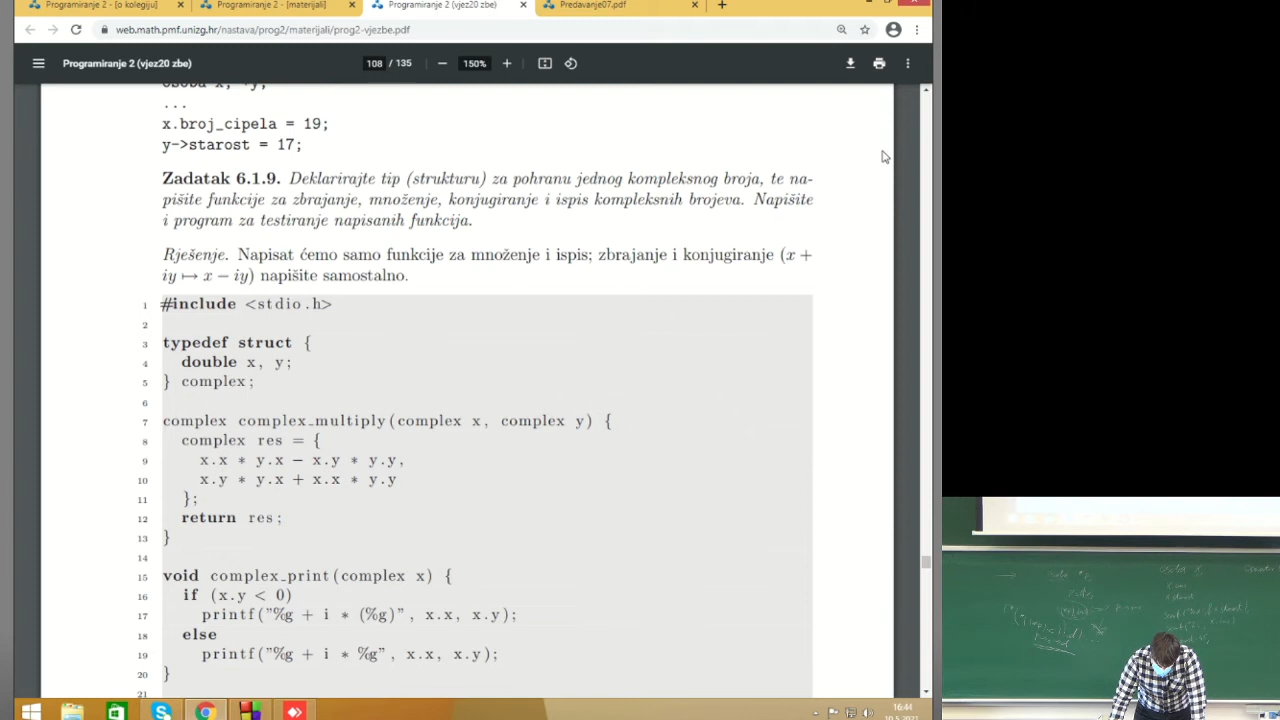 Programiranje 2 - [o kolegiju]
Programiranje 2 - [materijali]
Programiranje 2 (vjez20 zbe)
Predavanje07.pdf
web.math.pmf.unizg.hr/nastava/prog2/materijali/prog2-vjezbe.pdf
Programiranje 2 (vjez20 zbe)
108 / 135
150%
...
x.broj_cipela = 19;
y->starost = 17;
Zadatak 6.1.9. Deklarirajte tip (strukturu) za pohranu jednog kompleksnog broja, te na-
pišite funkcije za zbrajanje, množenje, konjugiranje i ispis kompleksnih brojeva. Napišite
i program za testiranje napisanih funkcija.
Rješenje. Napisat ćemo samo funkcije za množenje i ispis; zbrajanje i konjugiranje (x +
iy ↦ x − iy) napišite samostalno.
1 #include <stdio.h>
2
3 typedef struct {
4 double x, y;
5 } complex;
6
7 complex complex_multiply(complex x, complex y) {
8 complex res = {
9 x.x * y.x − x.y * y.y,
10 x.y * y.x + x.x * y.y
11 };
12 return res;
13 }
14
15 void complex_print(complex x) {
16 if (x.y < 0)
17 printf("%g + i * (%g)", x.x, x.y);
18 else
19 printf("%g + i * %g", x.x, x.y);
20 }
21
16:44
10.5.2021.